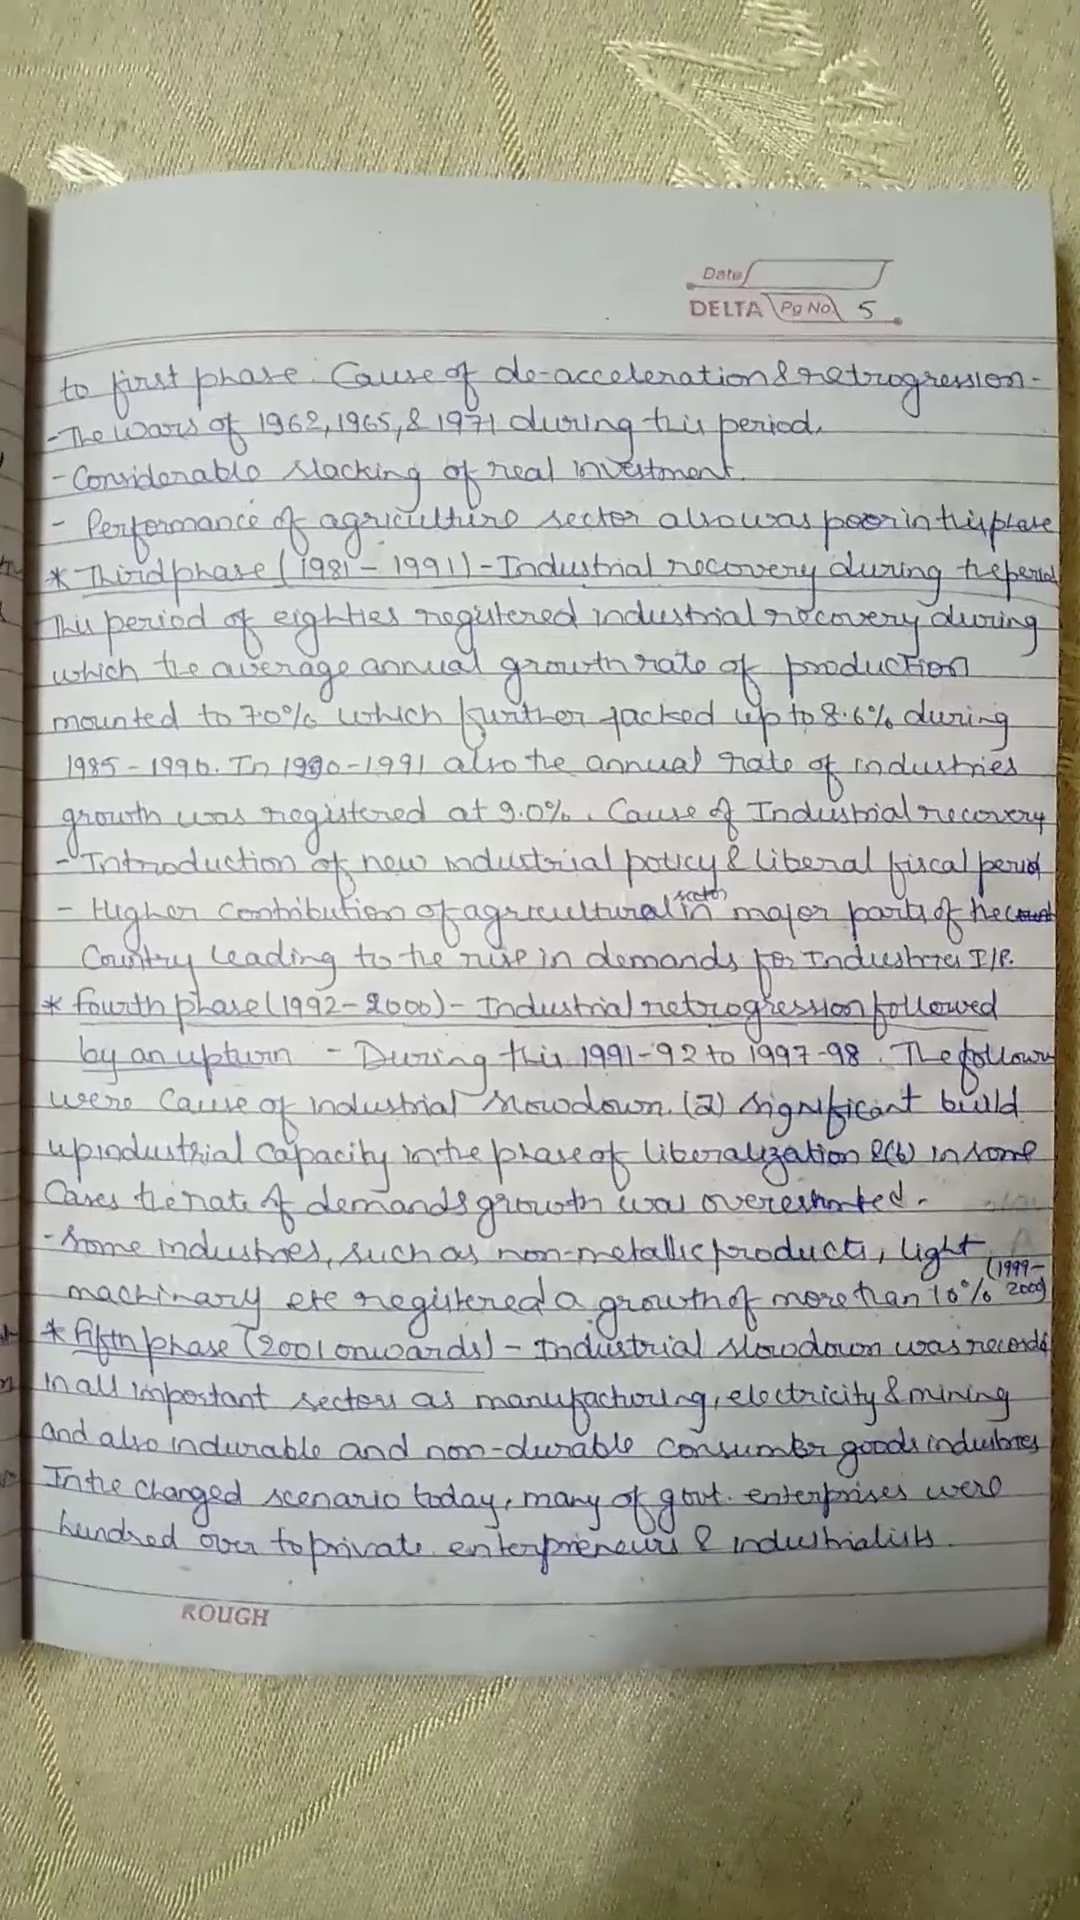 Date
DELTA Pg No. 5
to first phase. Cause of de-acceleration & retrogression-
- The Wars of 1962, 1965, & 1971 during this period.
- Considerable slacking of real investment.
- Performance of agriculture sector also was poor in this phase
* Third phase (1981 - 1991) - Industrial recovery during the period
This period of eighties registered industrial recovery during
which the average annual growth rate of production
mounted to 7.0% which further jacked up to 8.6% during
1985 - 1990. In 1990-1991 also the annual rate of industries
growth was registered at 9.0%. Cause of Industrial recovery
- Introduction of new industrial policy & liberal fiscal period
- Higher contribution of agricultural sector in major parts of the
Country leading to the rise in demands for Industries I/P.
* fourth phase (1992-2000) - Industrial retrogression followed
by an upturn - During this 1991-92 to 1997-98. The follown
were Cause of industrial slowdown. (a) significant build
up industrial capacity in the phase of liberalization & (b) in some
Cases the rate of demands growth was overestimated.
- Some industries, such as non-metallic products, light
machinary etc registered a growth of more than 10% (1999-2000)
* Fifth phase (2001 onwards) - Industrial slowdown was recorded
in all important sectors as manufacturing, electricity & mining
and also in durable and non-durable consumer goods industries
In the changed scenario today, many of govt. enterprises were
hundred over to private enterpreneurs & industrialists.
ROUGH